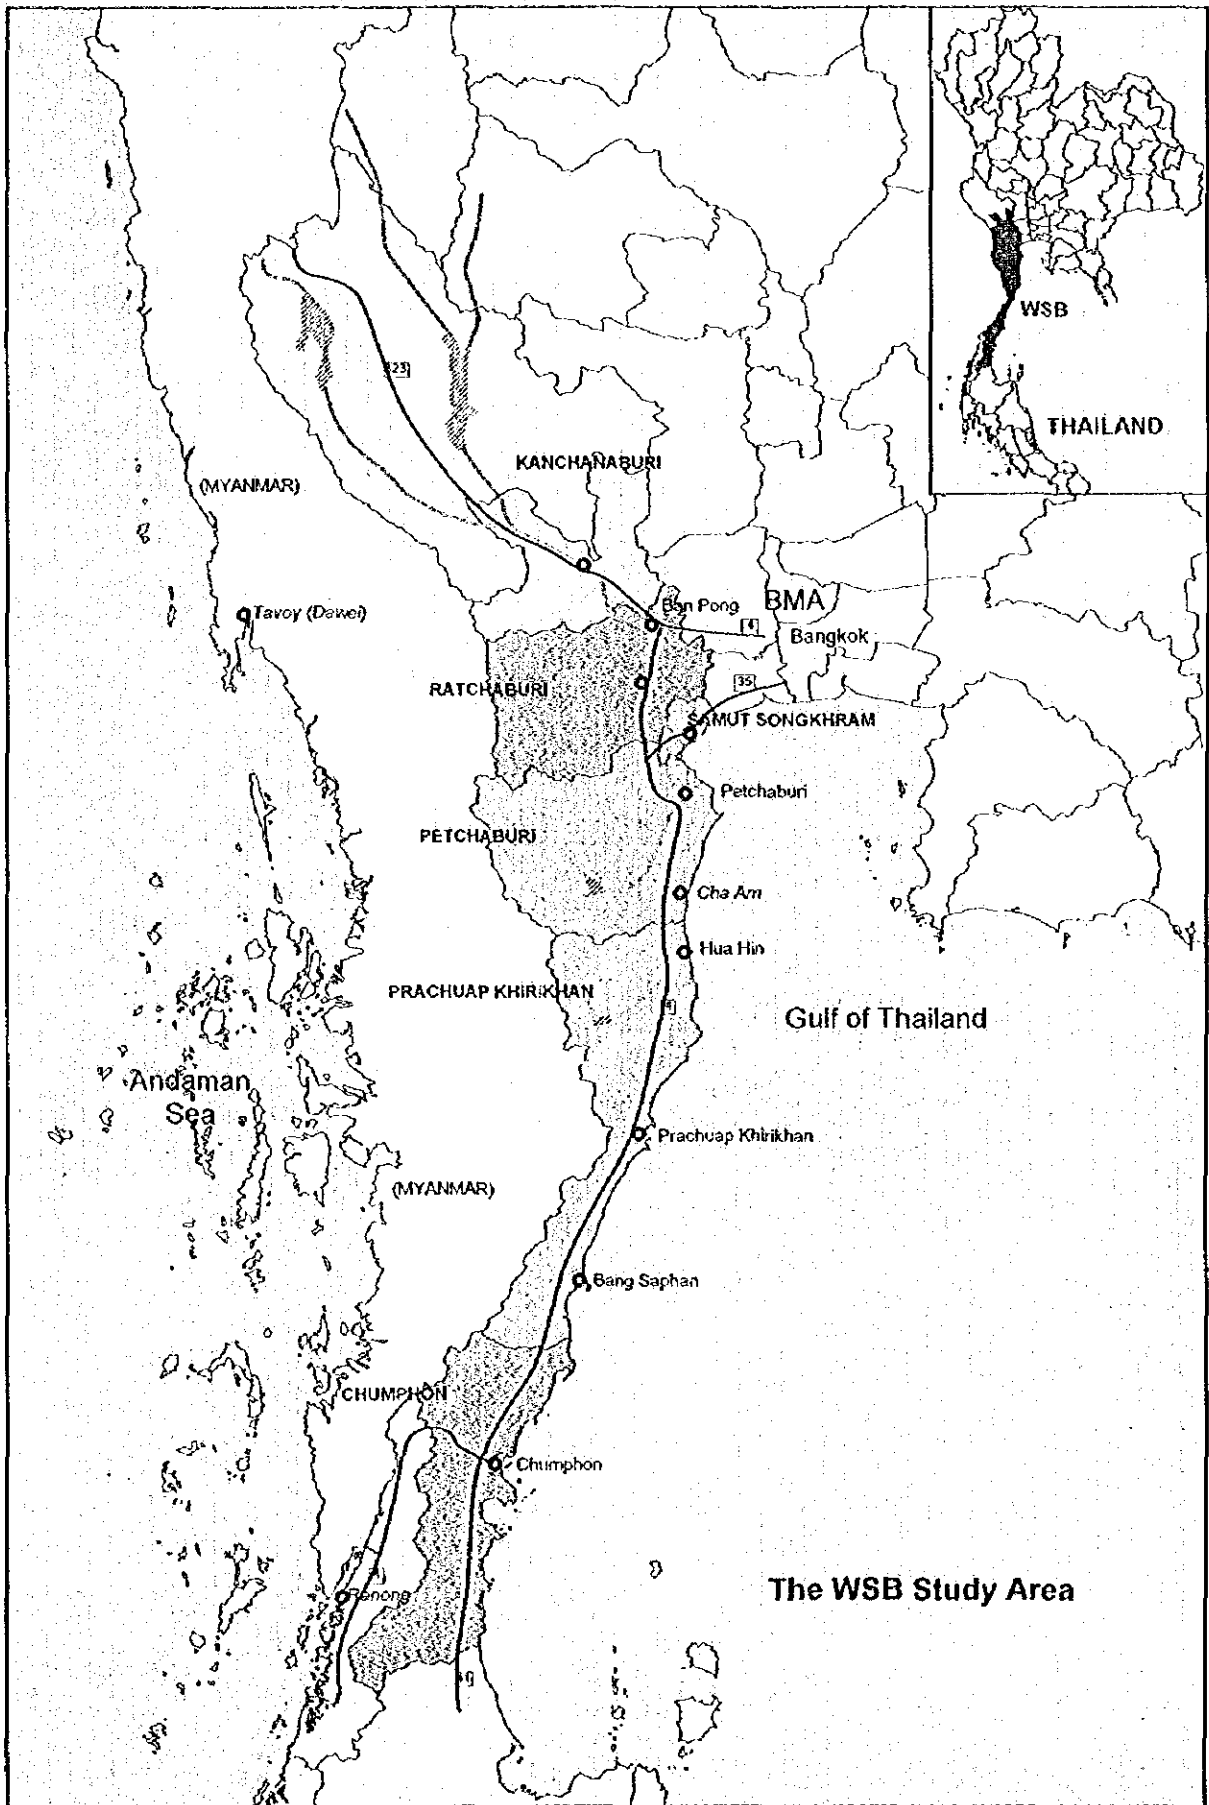 WSB
THAILAND
323
KANCHANABURI
(MYANMAR)
Tavoy (Dawei)
Ban Pong
BMA
4
Bangkok
RATCHABURI
35
SAMUT SONGKHRAM
Petchaburi
PETCHABURI
Cha Am
Hua Hin
PRACHUAP KHIRIKHAN
4
Gulf of Thailand
Andaman
Sea
Prachuap Khirikhan
(MYANMAR)
Bang Saphan
CHUMPHON
Chumphon
Ranong
The WSB Study Area